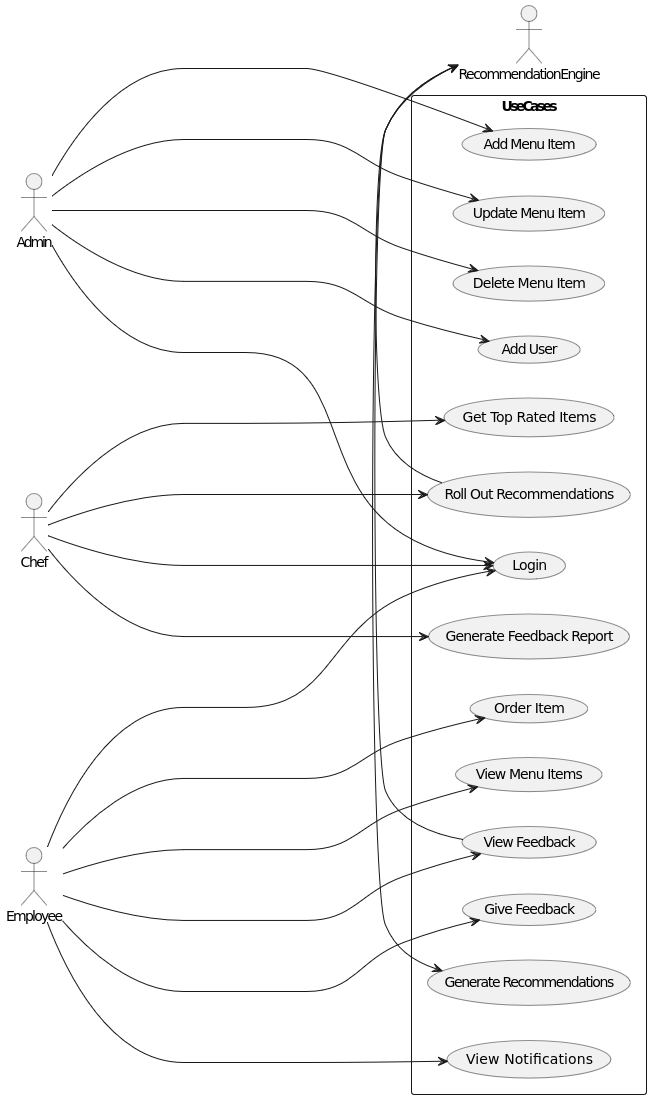 RecommendationEngine
UseCases
Add Menu Item
Update Menu Item
Admin
Delete Menu Item
Add User
Get Top Rated Items
Roll Out Recommendations
Chef
Login
Generate Feedback Report
Order Item
View Menu Items
View Feedback
Employee
Give Feedback
Generate Recommendations
View Notifications